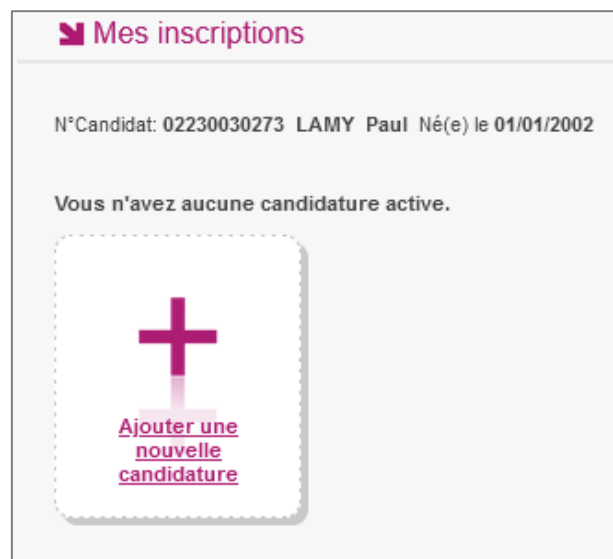 Mes inscriptions
N°Candidat: 02230030273 LAMY Paul Né(e) le 01/01/2002
Vous n'avez aucune candidature active.
Ajouter une
nouvelle
candidature